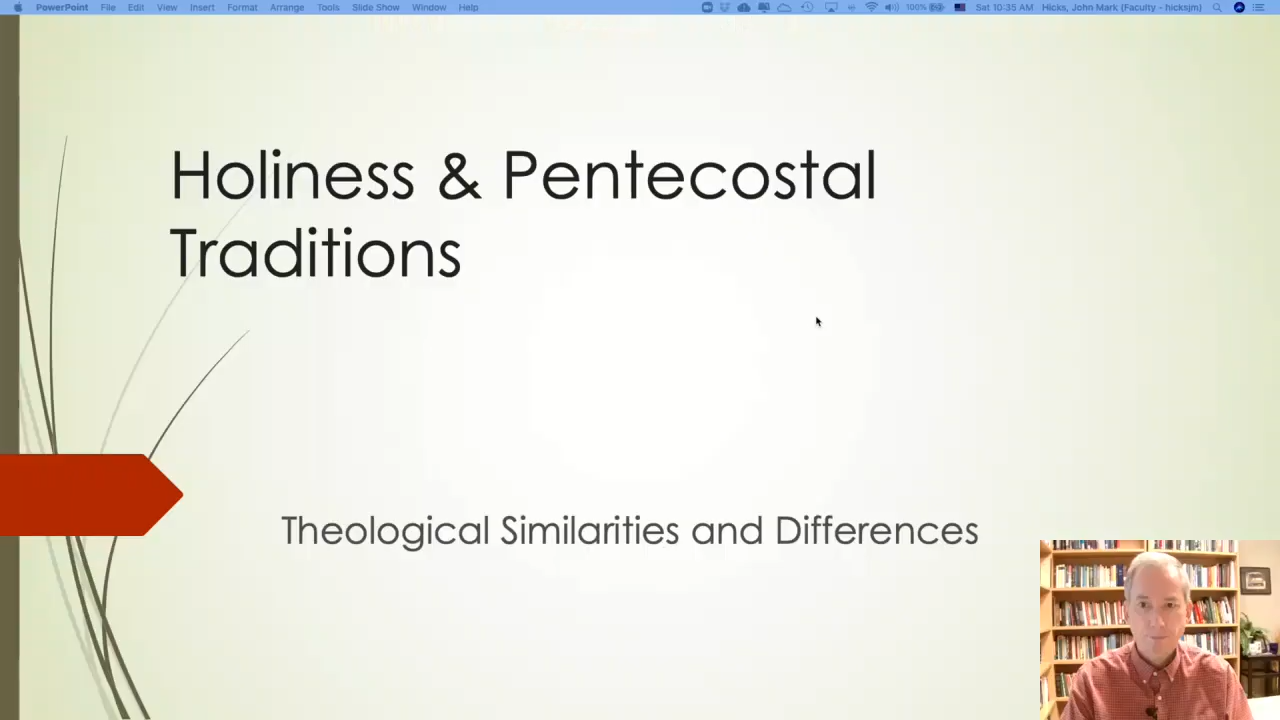 PowerPoint File Edit View Insert Format Arrange Tools Slide Show Window Help 100% Sat 10:35 AM Hicks, John Mark (Faculty - hicksjm)
Holiness & Pentecostal
Traditions
Theological Similarities and Differences